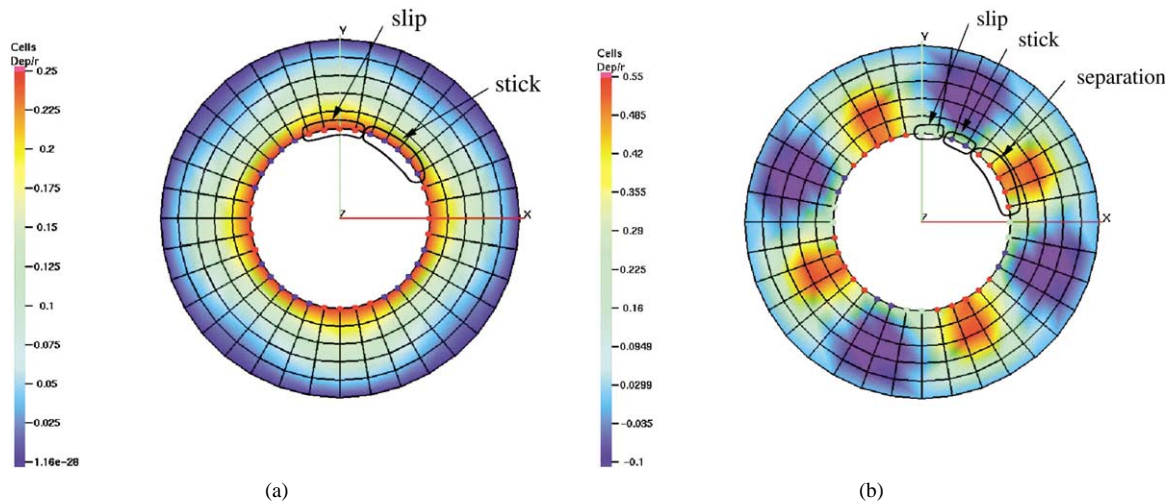 slip
stick
Y
Cells
Dep/r
0.25
0.225
0.2
0.175
0.15
0.125
0.1
0.075
0.05
0.025
1.16e-28
Z
X
(a)
slip
stick
separation
Y
Cells
Dep/r
0.55
0.485
0.42
0.355
0.29
0.225
0.16
0.0949
0.0299
-0.035
-0.1
Z
X
(b)